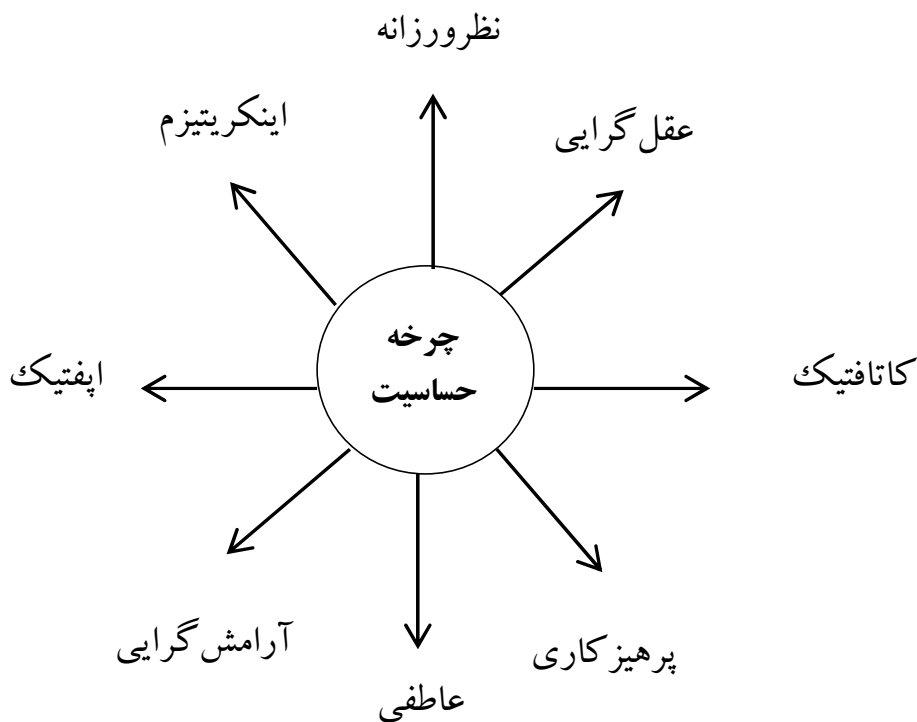 نظرورزانه
عقل‌گرایی
اینکریتیزم
چرخه
حساسیت
کاتافتیک
اپفتیک
پرهیزکاری
آرامش‌گرایی
عاطفی